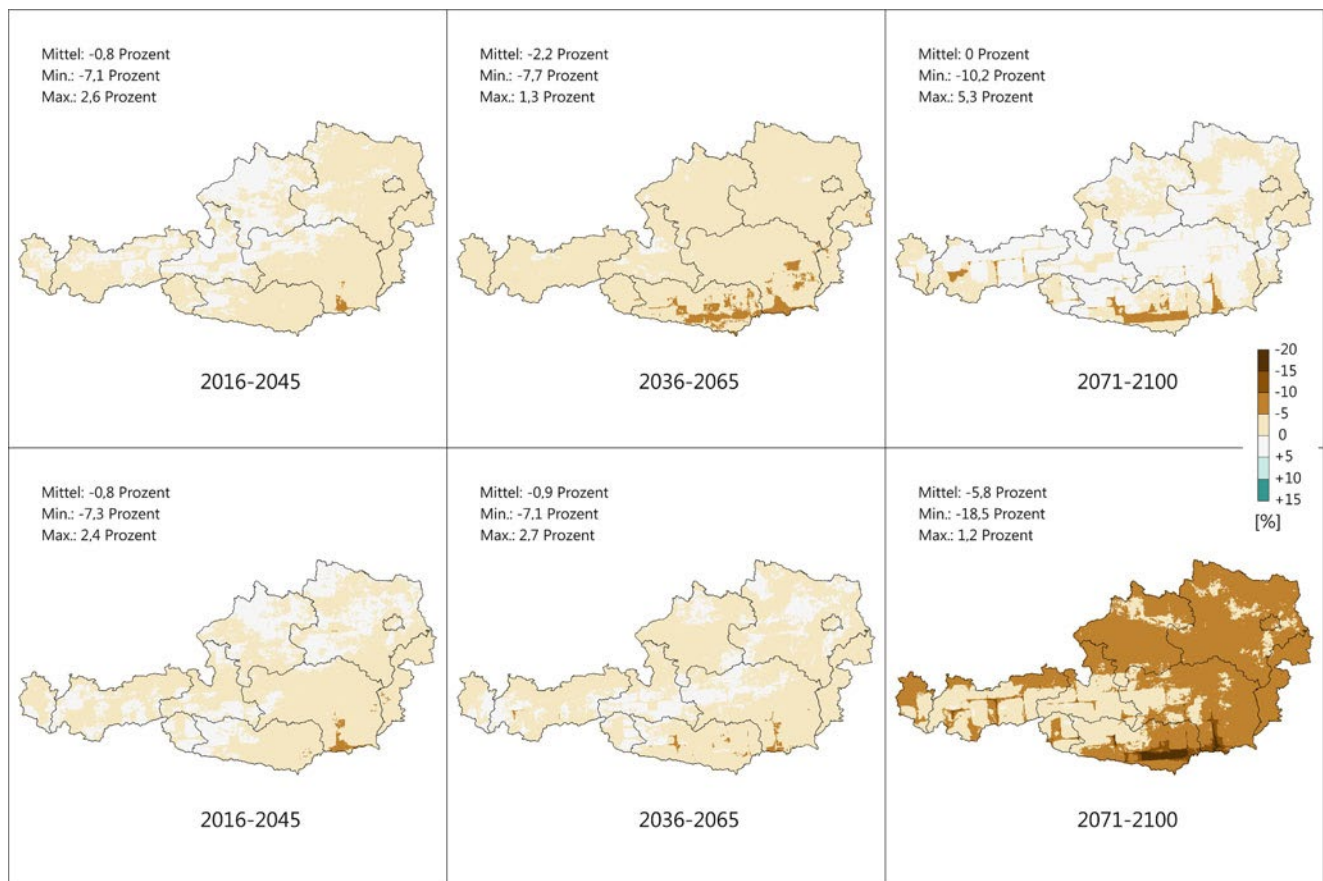 Mittel: -0,8 Prozent
Min.: -7,1 Prozent
Max.: 2,6 Prozent
2016-2045
Mittel: -2,2 Prozent
Min.: -7,7 Prozent
Max.: 1,3 Prozent
2036-2065
Mittel: 0 Prozent
Min.: -10,2 Prozent
Max.: 5,3 Prozent
2071-2100
-20
-15
-10
-5
0
+5
+10
+15
[%]
Mittel: -0,8 Prozent
Min.: -7,3 Prozent
Max.: 2,4 Prozent
2016-2045
Mittel: -0,9 Prozent
Min.: -7,1 Prozent
Max.: 2,7 Prozent
2036-2065
Mittel: -5,8 Prozent
Min.: -18,5 Prozent
Max.: 1,2 Prozent
2071-2100